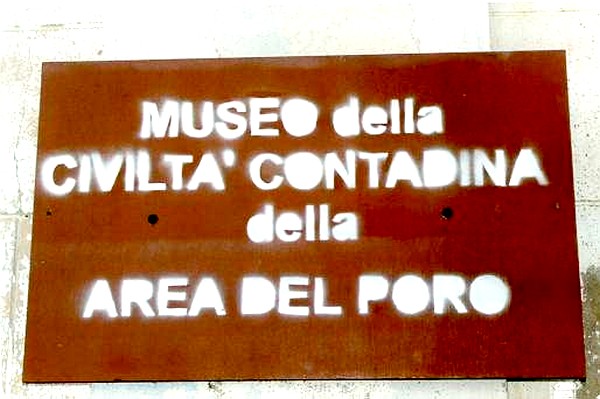 MUSEO della
CIVILTA' CONTADINA
della
AREA DEL PORO